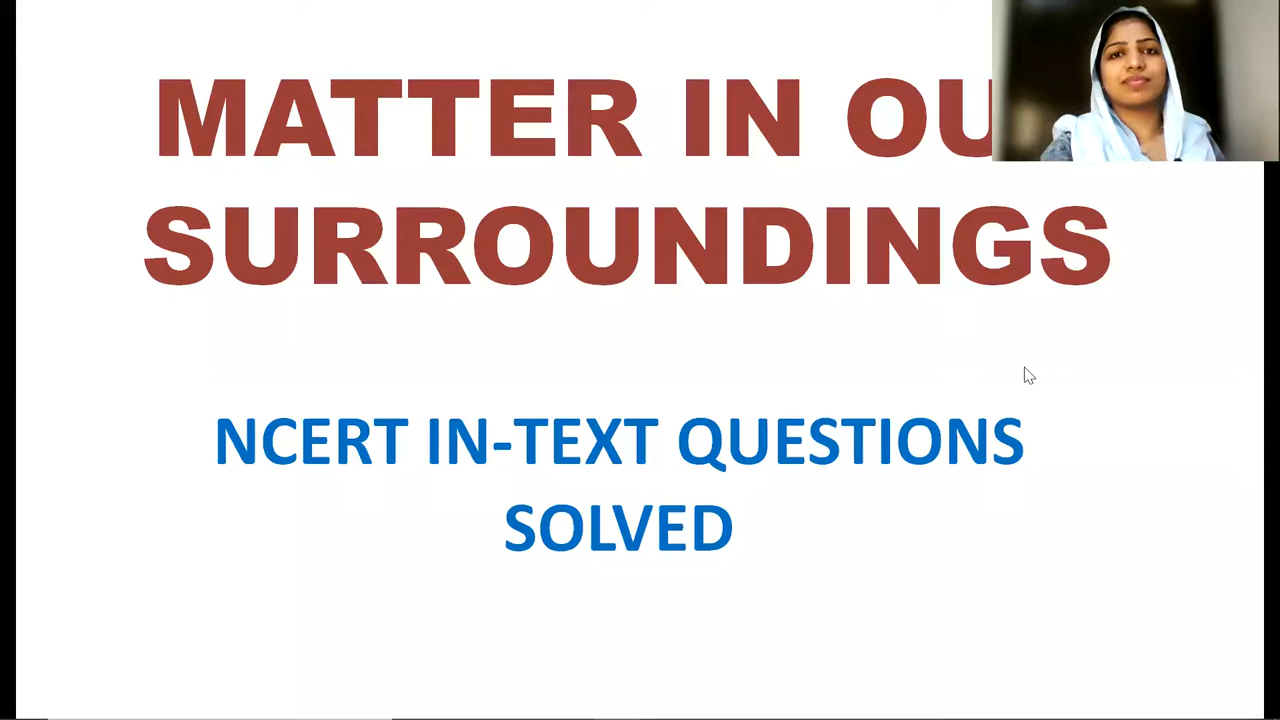 MATTER IN OU
SURROUNDINGS
NCERT IN-TEXT QUESTIONS
SOLVED